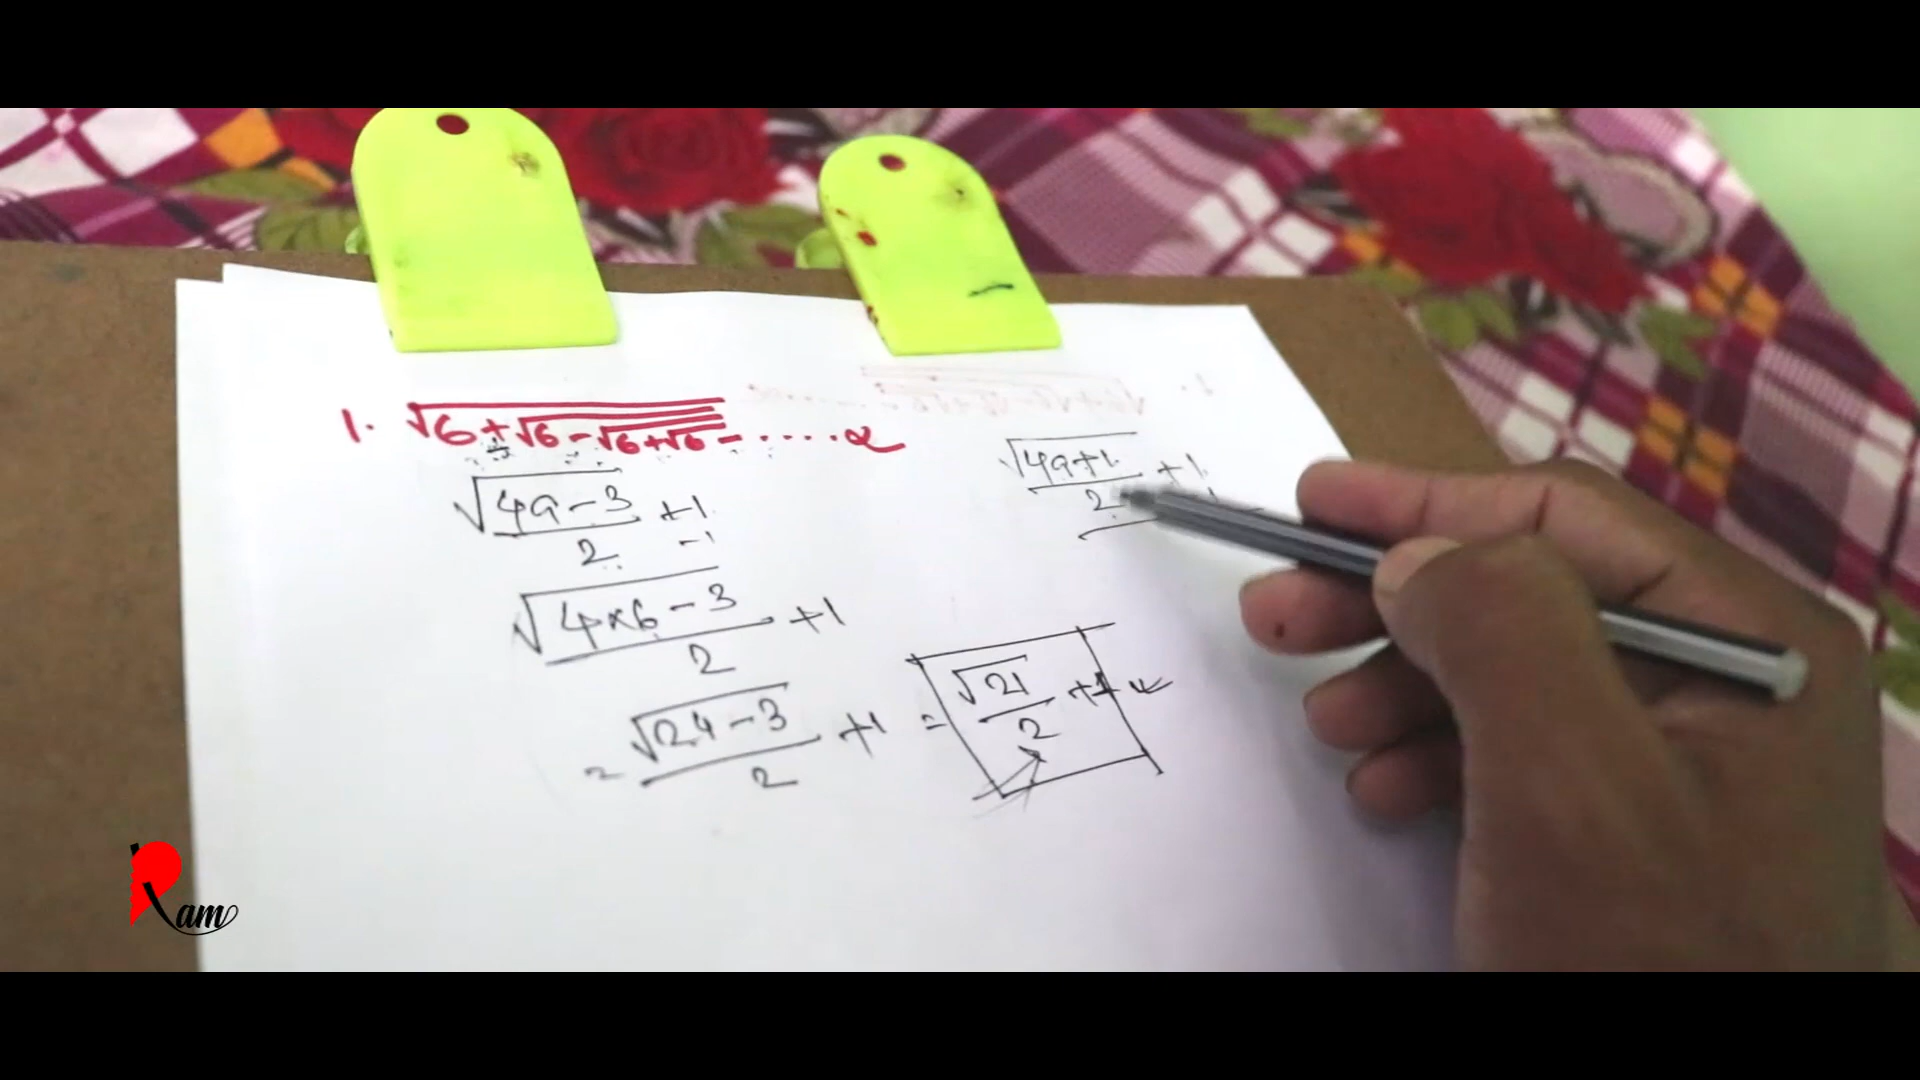 1. √6+√6-√6+√6-.....α
√4a-3 / 2 +1
-1
√4a+1 / 2 +1
√4×6-3 / 2 +1
= √24-3 / 2 +1 = √21 / 2 +1
Ram